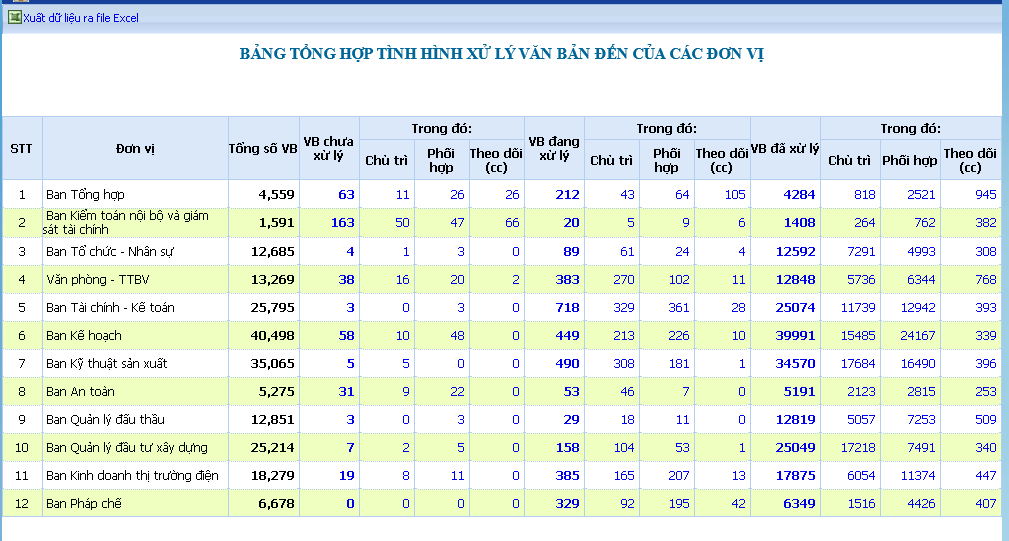 Xuất dữ liệu ra file Excel
BẢNG TỔNG HỢP TÌNH HÌNH XỬ LÝ VĂN BẢN ĐẾN CỦA CÁC ĐƠN VỊ
STT Đơn vị Tổng số VB VB chưa xử lý Trong đó: VB đang xử lý Trong đó: VB đã xử lý Trong đó:
Chủ trì Phối hợp Theo dõi (cc) Chủ trì Phối hợp Theo dõi (cc) Chủ trì Phối hợp Theo dõi (cc)
1 Ban Tổng hợp 4,559 63 11 26 26 212 43 64 105 4284 818 2521 945
2 Ban Kiểm toán nội bộ và giám sát tài chính 1,591 163 50 47 66 20 5 9 6 1408 264 762 382
3 Ban Tổ chức - Nhân sự 12,685 4 1 3 0 89 61 24 4 12592 7291 4993 308
4 Văn phòng - TTBV 13,269 38 16 20 2 383 270 102 11 12848 5736 6344 768
5 Ban Tài chính - Kế toán 25,795 3 0 3 0 718 329 361 28 25074 11739 12942 393
6 Ban Kế hoạch 40,498 58 10 48 0 449 213 226 10 39991 15485 24167 339
7 Ban Kỹ thuật sản xuất 35,065 5 5 0 0 490 308 181 1 34570 17684 16490 396
8 Ban An toàn 5,275 31 9 22 0 53 46 7 0 5191 2123 2815 253
9 Ban Quản lý đấu thầu 12,851 3 0 3 0 29 18 11 0 12819 5057 7253 509
10 Ban Quản lý đầu tư xây dựng 25,214 7 2 5 0 158 104 53 1 25049 17218 7491 340
11 Ban Kinh doanh thị trường điện 18,279 19 8 11 0 385 165 207 13 17875 6054 11374 447
12 Ban Pháp chế 6,678 0 0 0 0 329 92 195 42 6349 1516 4426 407